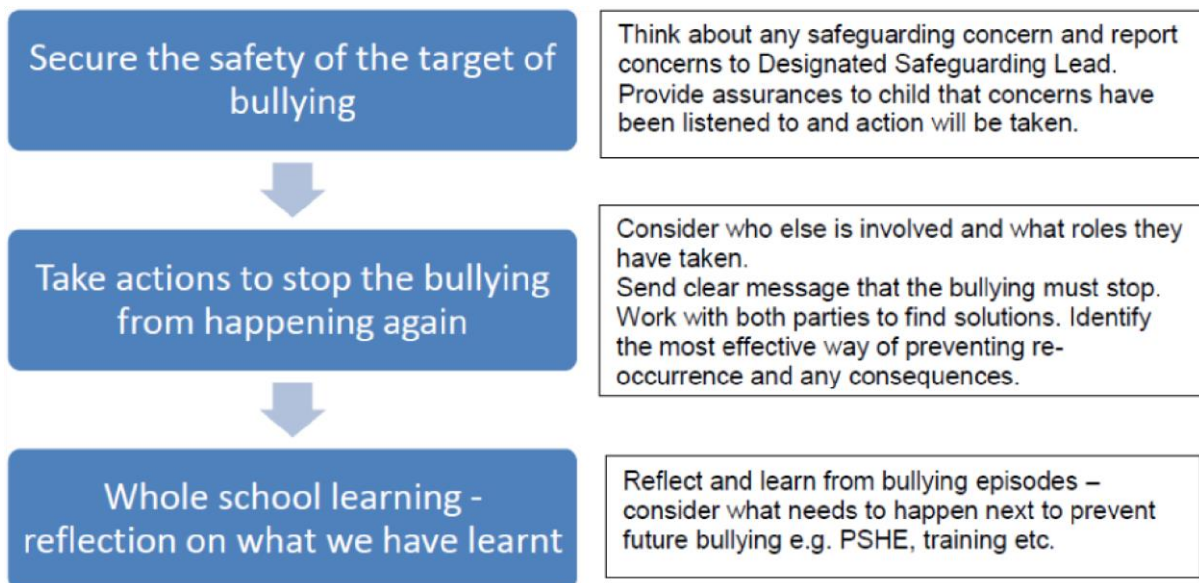 Secure the safety of the target of
bullying
Think about any safeguarding concern and report
concerns to Designated Safeguarding Lead.
Provide assurances to child that concerns have
been listened to and action will be taken.
Take actions to stop the bullying
from happening again
Consider who else is involved and what roles they
have taken.
Send clear message that the bullying must stop.
Work with both parties to find solutions. Identify
the most effective way of preventing re-
occurrence and any consequences.
Whole school learning -
reflection on what we have learnt
Reflect and learn from bullying episodes –
consider what needs to happen next to prevent
future bullying e.g. PSHE, training etc.